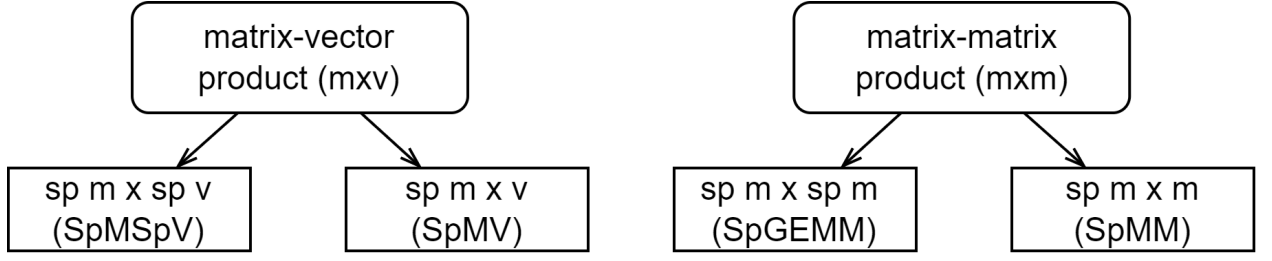 matrix-vector
product (mxv)
matrix-matrix
product (mxm)
sp m x sp v
(SpMSpV)
sp m x v
(SpMV)
sp m x sp m
(SpGEMM)
sp m x m
(SpMM)